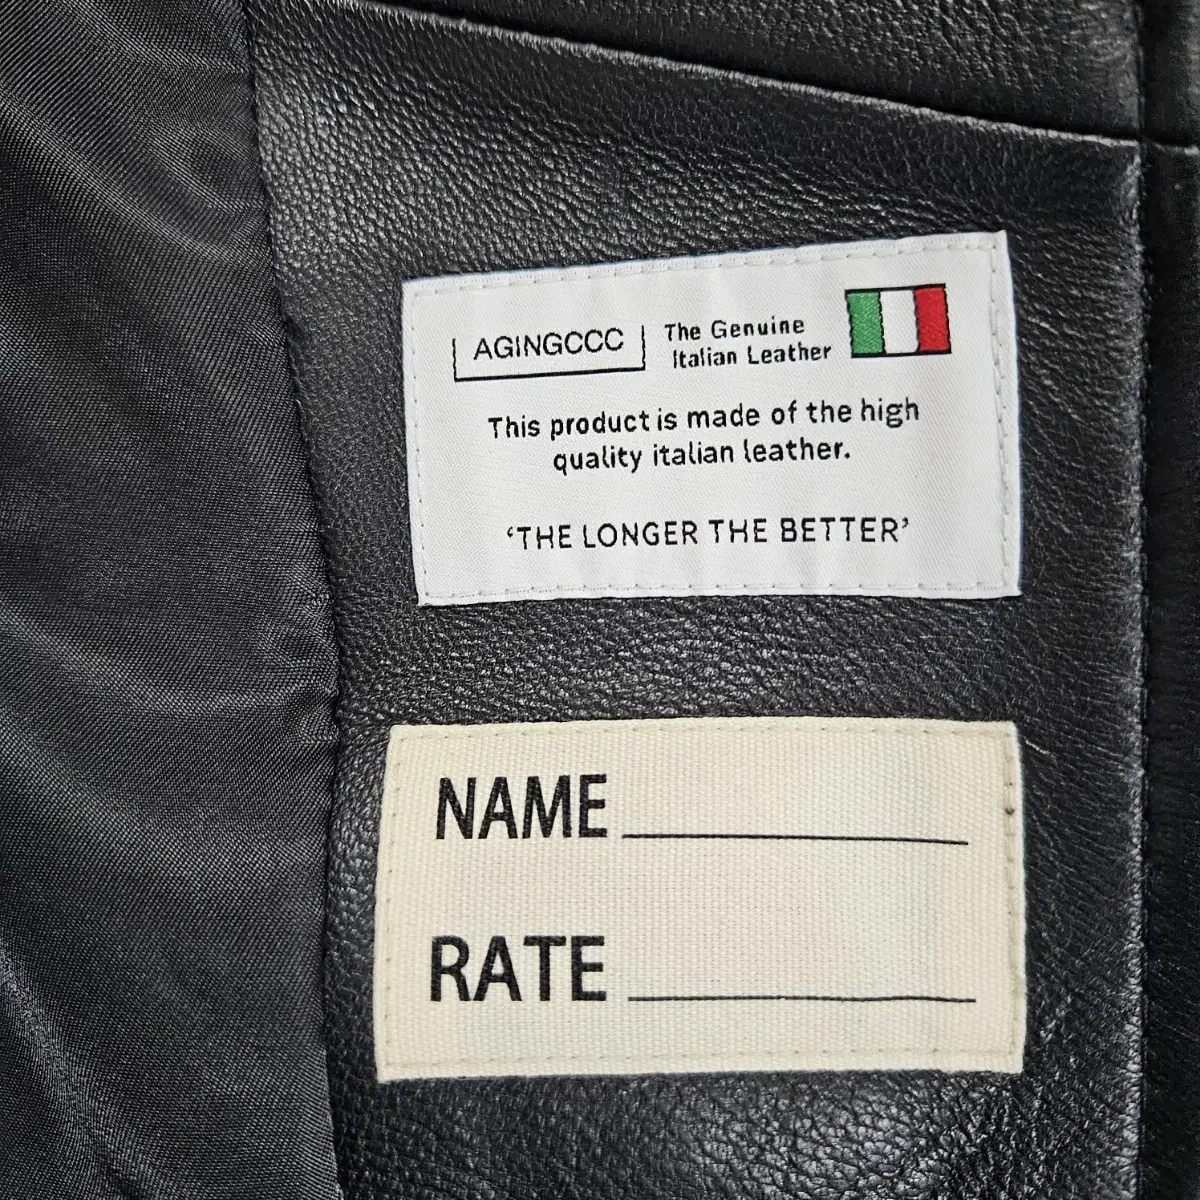 AGINGCCC
The Genuine
Italian Leather
This product is made of the high
quality italian leather.
‘THE LONGER THE BETTER’
NAME
RATE